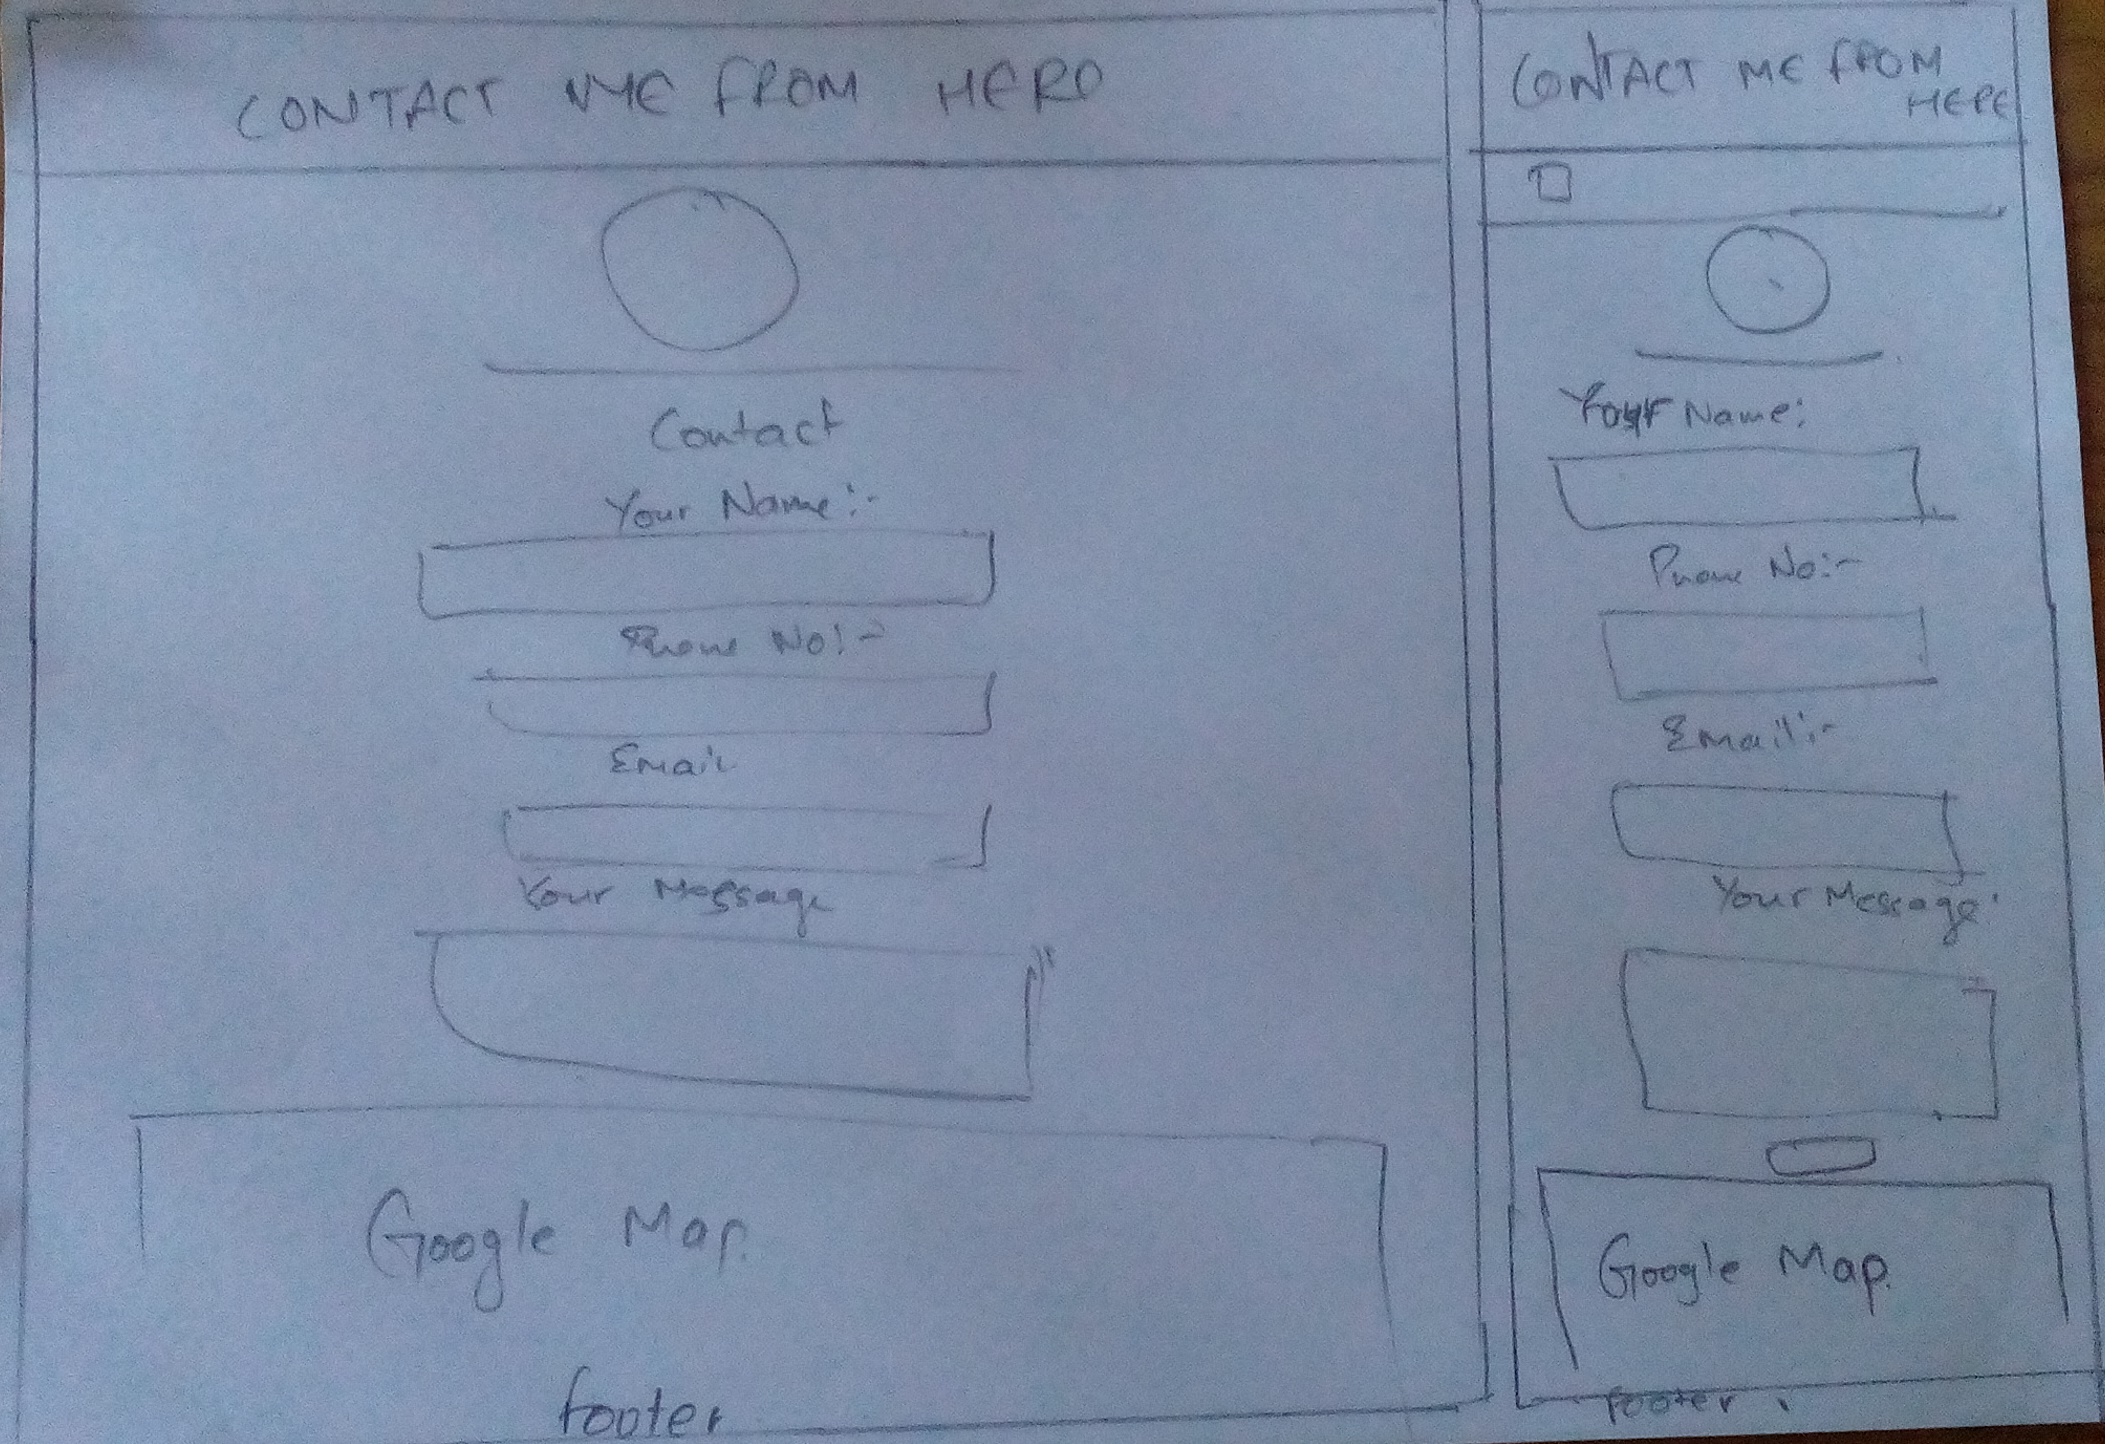 CONTACT ME FROM HERO
Contact
Your Name:-
Phone No:-
Email
Your Message
Google Map.
footer
CONTACT ME FROM
HERE
Your Name:
Phone No:-
Email:-
Your Message:
Google Map.
footer.